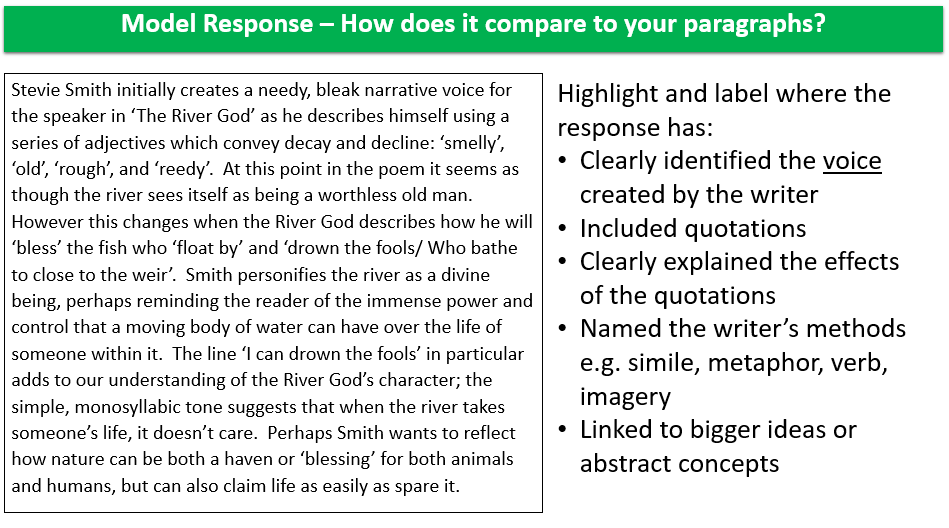 Model Response – How does it compare to your paragraphs?
Stevie Smith initially creates a needy, bleak narrative voice for
the speaker in ‘The River God’ as he describes himself using a
series of adjectives which convey decay and decline: ‘smelly’,
‘old’, ‘rough’, and ‘reedy’.  At this point in the poem it seems as
though the river sees itself as being a worthless old man.
However this changes when the River God describes how he will
‘bless’ the fish who ‘float by’ and ‘drown the fools/ Who bathe
to close to the weir’.  Smith personifies the river as a divine
being, perhaps reminding the reader of the immense power and
control that a moving body of water can have over the life of
someone within it.  The line ‘I can drown the fools’ in particular
adds to our understanding of the River God’s character; the
simple, monosyllabic tone suggests that when the river takes
someone’s life, it doesn’t care.  Perhaps Smith wants to reflect
how nature can be both a haven or ‘blessing’ for both animals
and humans, but can also claim life as easily as spare it.
Highlight and label where the
response has:
• Clearly identified the voice
created by the writer
• Included quotations
• Clearly explained the effects
of the quotations
• Named the writer’s methods
e.g. simile, metaphor, verb,
imagery
• Linked to bigger ideas or
abstract concepts